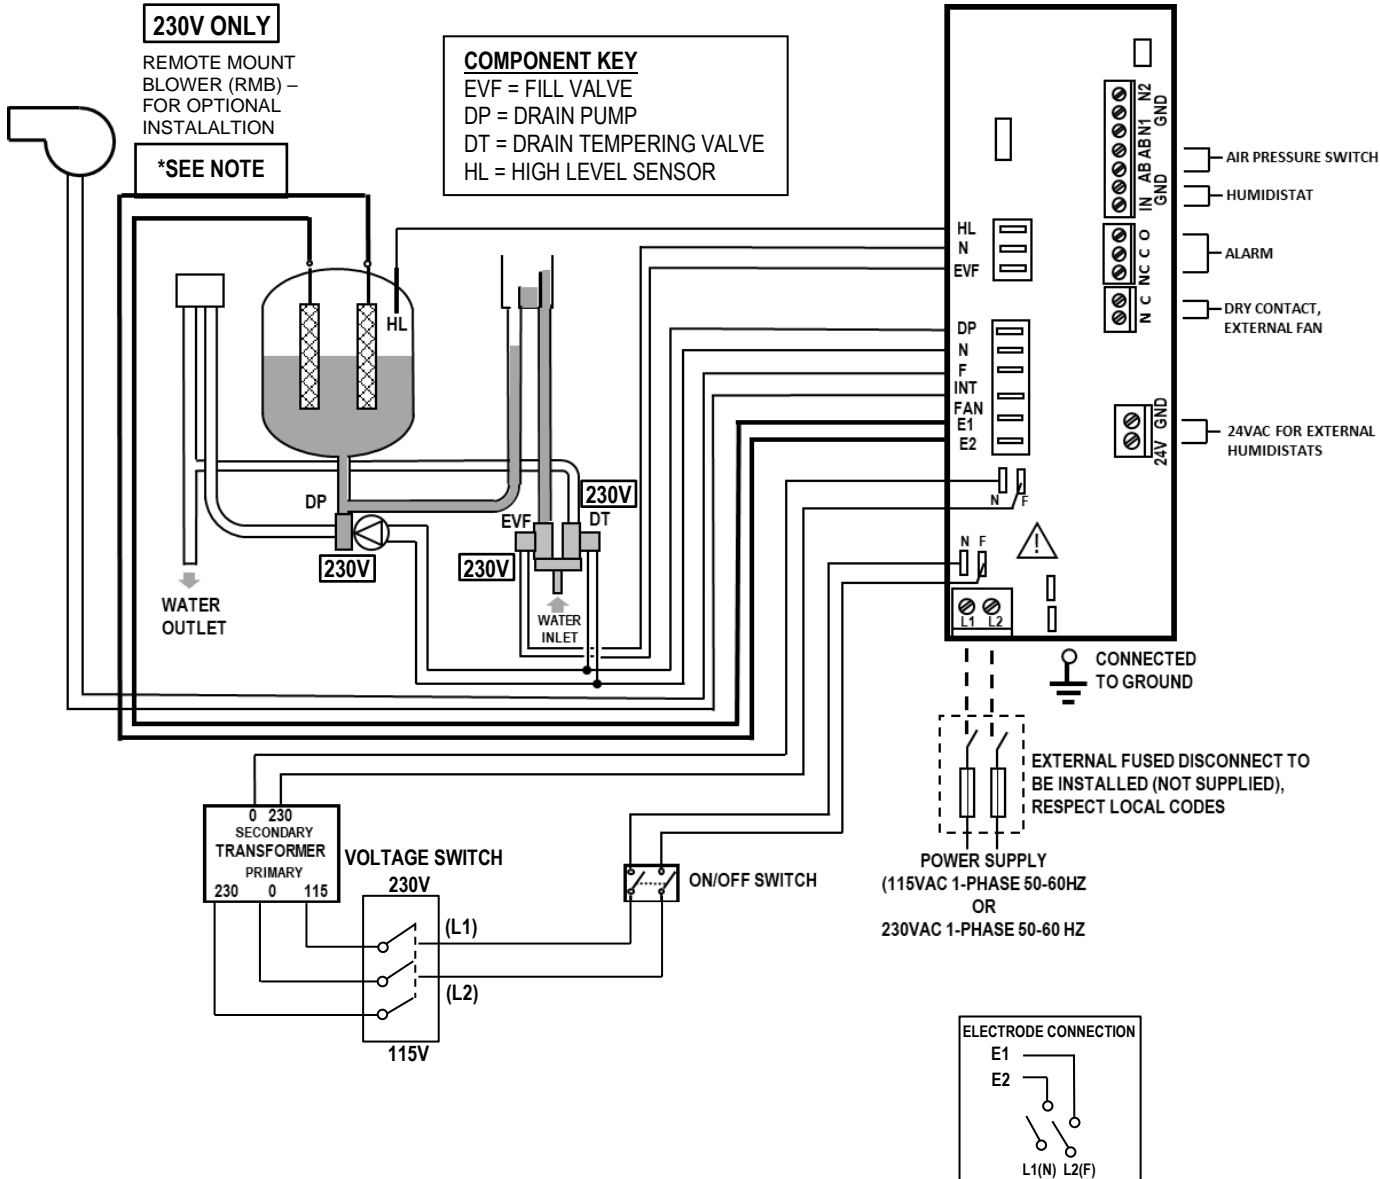 230V ONLY
REMOTE MOUNT
BLOWER (RMB) –
FOR OPTIONAL
INSTALALTION
*SEE NOTE
COMPONENT KEY
EVF = FILL VALVE
DP = DRAIN PUMP
DT = DRAIN TEMPERING VALVE
HL = HIGH LEVEL SENSOR
N2
GND
N1
AB
AB
GND
IN
AIR PRESSURE SWITCH
HUMIDISTAT
O
C
NC
ALARM
C
N
DRY CONTACT,
EXTERNAL FAN
GND
24V
24VAC FOR EXTERNAL
HUMIDISTATS
HL
N
EVF
DP
N
F
INT
FAN
E1
E2
N F
N F
L1 L2
HL
DP
230V
EVF
230V
230V
DT
WATER
OUTLET
WATER
INLET
CONNECTED
TO GROUND
EXTERNAL FUSED DISCONNECT TO
BE INSTALLED (NOT SUPPLIED),
RESPECT LOCAL CODES
POWER SUPPLY
(115VAC 1-PHASE 50-60HZ
OR
230VAC 1-PHASE 50-60 HZ
0 230
SECONDARY
TRANSFORMER
PRIMARY
230 0 115
VOLTAGE SWITCH
230V
(L1)
(L2)
115V
ON/OFF SWITCH
ELECTRODE CONNECTION
E1
E2
L1(N) L2(F)